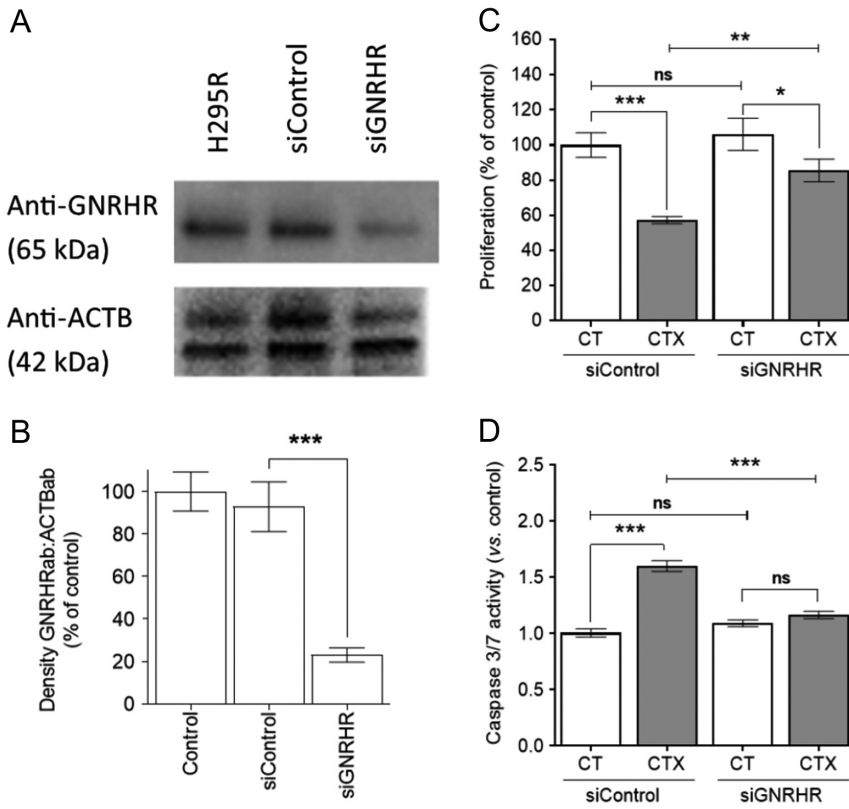 A
H295R
siControl
siGNRHR
Anti-GNRHR
(65 kDa)
Anti-ACTB
(42 kDa)
B
Density GNRHRab:ACTBab
(% of control)
100
80
60
40
20
0
***
Control
siControl
siGNRHR
C
Proliferation (% of control)
160
140
120
100
80
60
40
20
0
**
ns
***
*
CT
CTX
CT
CTX
siControl
siGNRHR
D
Caspase 3/7 activity (vs. control)
2.5
2.0
1.5
1.0
0.5
0.0
***
ns
***
ns
CT
CTX
CT
CTX
siControl
siGNRHR